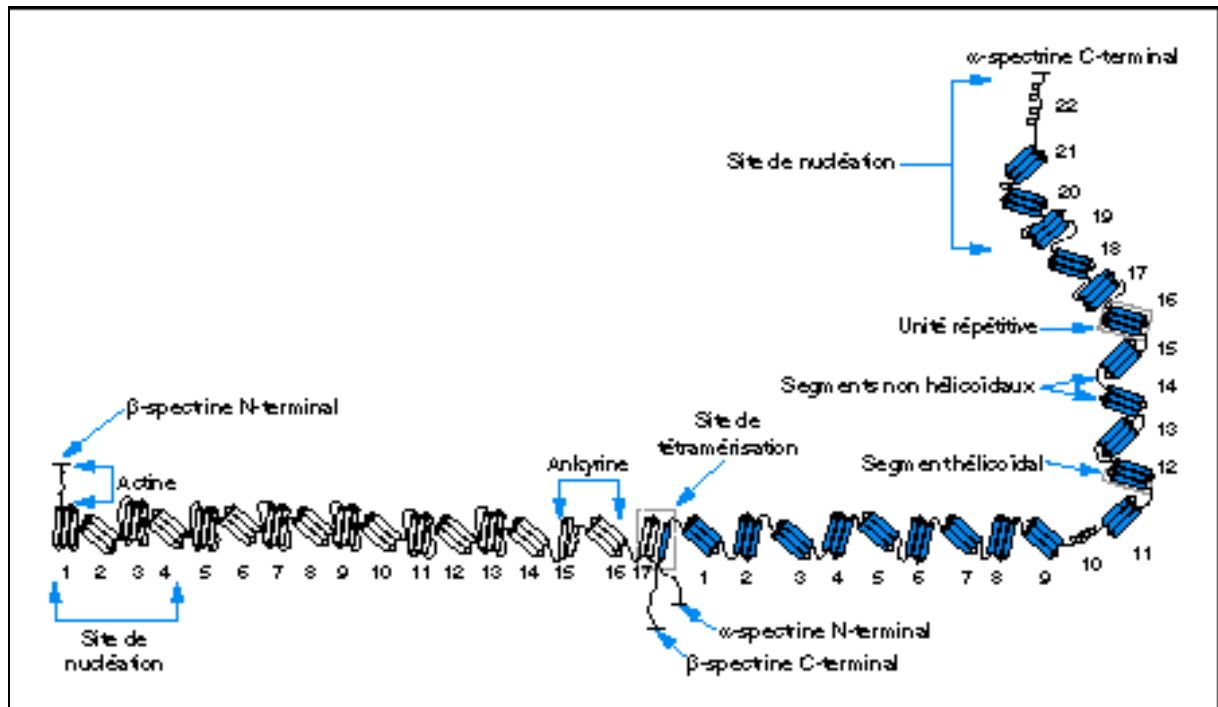 α-spectrine C-terminal
22
21
Site de nucléation
20
19
18
17
16
Unité répétitive
15
Segments non hélicoïdaux
14
13
β-spectrine N-terminal
Site de
tétramérisation
Ankyrine
Segment hélicoïdal
12
Actine
11
10
1 2 3 4 5 6 7 8 9 10 11 12 13 14 15 16 17 1 2 3 4 5 6 7 8 9
Site de
nucléation
α-spectrine N-terminal
β-spectrine C-terminal